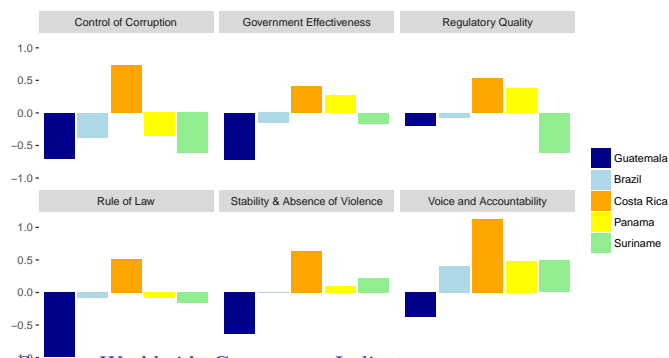 Control of Corruption
Government Effectiveness
Regulatory Quality
1.0
0.5
0.0
−0.5
−1.0
Guatemala
Brazil
Costa Rica
Panama
Suriname
Rule of Law
Stability & Absence of Violence
Voice and Accountability
1.0
0.5
0.0
−0.5